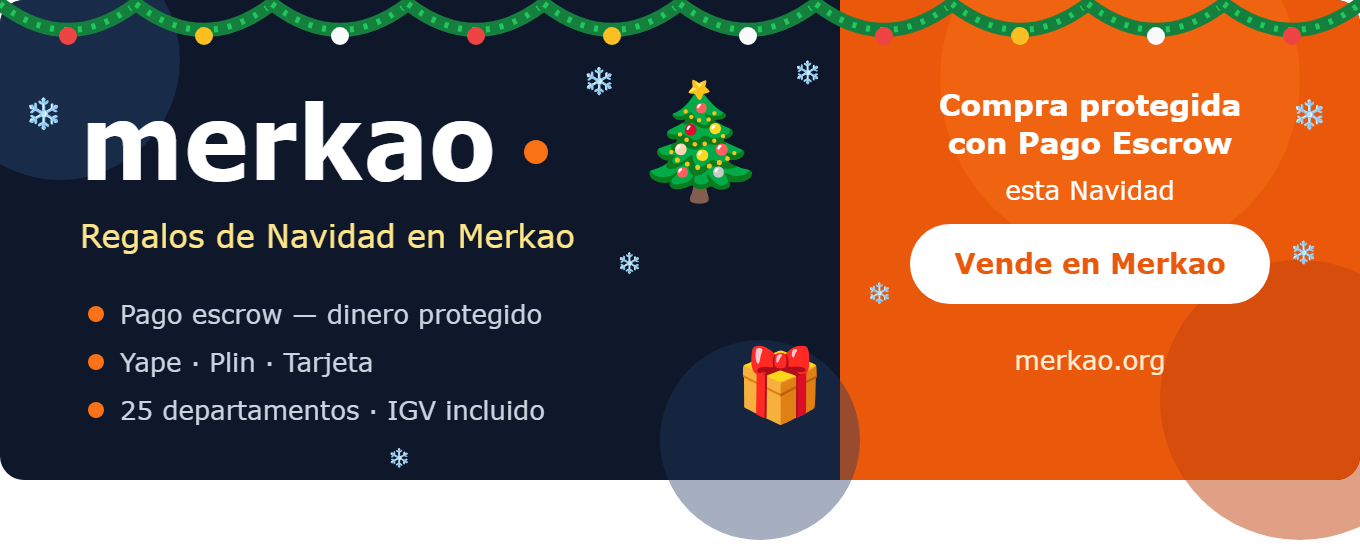 merkao
Regalos de Navidad en Merkao
Pago escrow — dinero protegido
Yape · Plin · Tarjeta
25 departamentos · IGV incluido
Compra protegida
con Pago Escrow
esta Navidad
Vende en Merkao
merkao.org